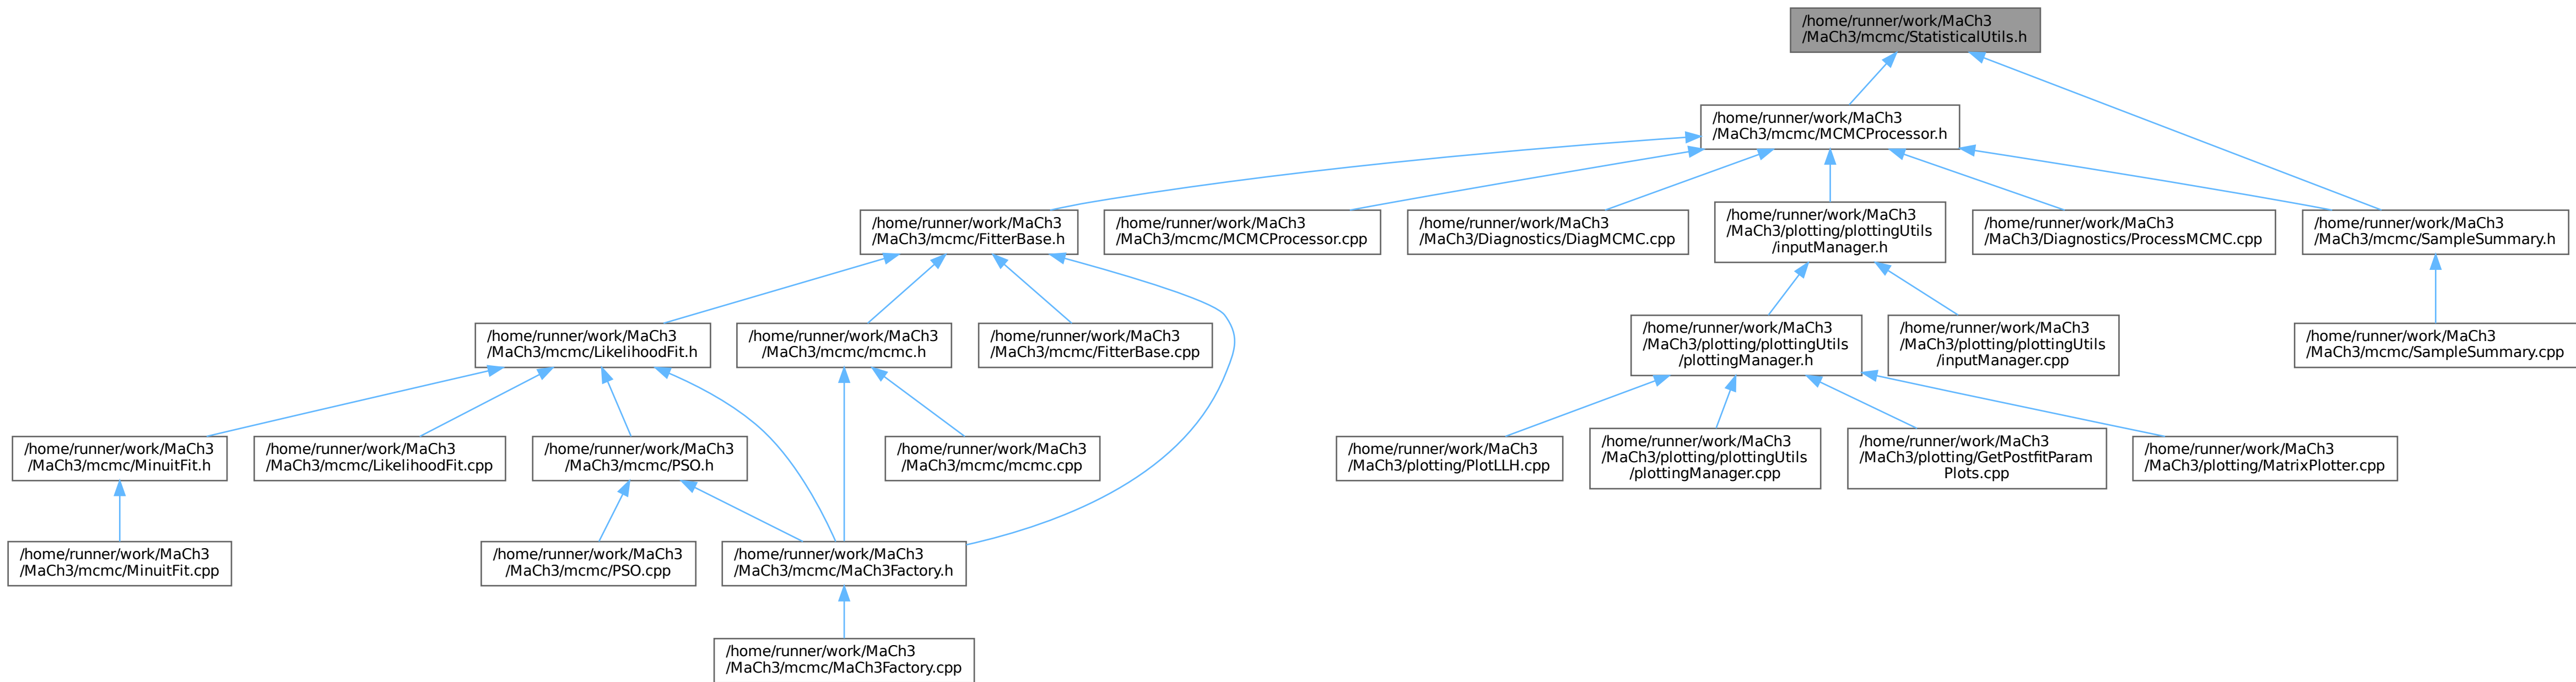 /home/runner/work/MaCh3
/MaCh3/mcmc/StatisticalUtils.h
/home/runner/work/MaCh3
/MaCh3/mcmc/MCMCProcessor.h
/home/runner/work/MaCh3
/MaCh3/mcmc/FitterBase.h
/home/runner/work/MaCh3
/MaCh3/mcmc/MCMCProcessor.cpp
/home/runner/work/MaCh3
/MaCh3/Diagnostics/DiagMCMC.cpp
/home/runner/work/MaCh3
/MaCh3/plotting/plottingUtils
/inputManager.h
/home/runner/work/MaCh3
/MaCh3/Diagnostics/ProcessMCMC.cpp
/home/runner/work/MaCh3
/MaCh3/mcmc/SampleSummary.h
/home/runner/work/MaCh3
/MaCh3/mcmc/LikelihoodFit.h
/home/runner/work/MaCh3
/MaCh3/mcmc/mcmc.h
/home/runner/work/MaCh3
/MaCh3/mcmc/FitterBase.cpp
/home/runner/work/MaCh3
/MaCh3/plotting/plottingUtils
/plottingManager.h
/home/runner/work/MaCh3
/MaCh3/plotting/plottingUtils
/inputManager.cpp
/home/runner/work/MaCh3
/MaCh3/mcmc/SampleSummary.cpp
/home/runner/work/MaCh3
/MaCh3/mcmc/MinuitFit.h
/home/runner/work/MaCh3
/MaCh3/mcmc/LikelihoodFit.cpp
/home/runner/work/MaCh3
/MaCh3/mcmc/PSO.h
/home/runner/work/MaCh3
/MaCh3/mcmc/mcmc.cpp
/home/runner/work/MaCh3
/MaCh3/plotting/PlotLLH.cpp
/home/runner/work/MaCh3
/MaCh3/plotting/plottingUtils
/plottingManager.cpp
/home/runner/work/MaCh3
/MaCh3/plotting/GetPostfitParam
Plots.cpp
/home/runner/work/MaCh3
/MaCh3/plotting/MatrixPlotter.cpp
/home/runner/work/MaCh3
/MaCh3/mcmc/MinuitFit.cpp
/home/runner/work/MaCh3
/MaCh3/mcmc/PSO.cpp
/home/runner/work/MaCh3
/MaCh3/mcmc/MaCh3Factory.h
/home/runner/work/MaCh3
/MaCh3/mcmc/MaCh3Factory.cpp